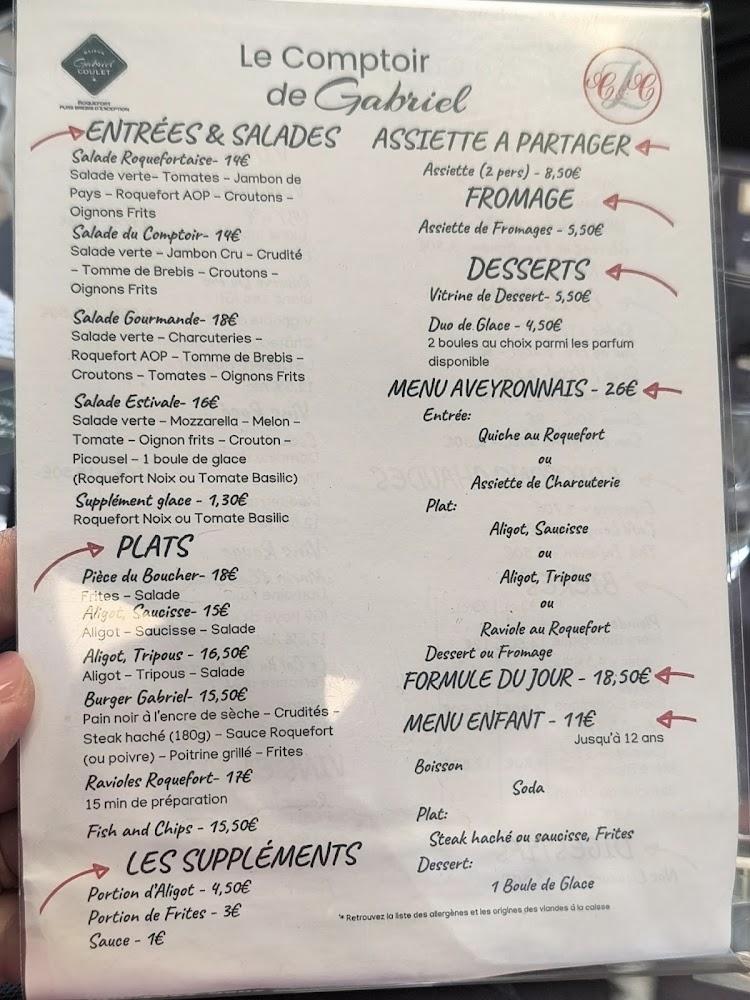 MAISON
Gabriel
COULET
ROQUEFORT
PURE BREBIS D'EXCEPTION
Le Comptoir
de Gabriel
CLC
ENTRÉES & SALADES
Salade Roquefortaise- 14€
Salade verte- Tomates - Jambon de
Pays - Roquefort AOP - Croutons -
Oignons Frits
Salade du Comptoir- 14€
Salade verte - Jambon Cru - Crudité
- Tomme de Brebis - Croutons -
Oignons Frits
Salade Gourmande- 18€
Salade verte - Charcuteries -
Roquefort AOP - Tomme de Brebis -
Croutons - Tomates - Oignons Frits
Salade Estivale- 16€
Salade verte - Mozzarella - Melon -
Tomate - Oignon frits - Crouton -
Picousel - 1 boule de glace
(Roquefort Noix ou Tomate Basilic)
Supplément glace - 1,30€
Roquefort Noix ou Tomate Basilic
PLATS
Pièce du Boucher- 18€
Frites - Salade
Aligot, Saucisse- 15€
Aligot - Saucisse - Salade
Aligot, Tripous - 16,50€
Aligot - Tripous - Salade
Burger Gabriel- 15,50€
Pain noir à l'encre de sèche - Crudités -
Steak haché (180g) - Sauce Roquefort
(ou poivre) - Poitrine grillé - Frites
Ravioles Roquefort- 17€
15 min de préparation
Fish and Chips - 15,50€
LES SUPPLÉMENTS
Portion d'Aligot - 4,50€
Portion de Frites - 3€
Sauce - 1€
ASSIETTE A PARTAGER
Assiette (2 pers) - 8,50€
FROMAGE
Assiette de Fromages - 5,50€
DESSERTS
Vitrine de Dessert- 5,50€
Duo de Glace - 4,50€
2 boules au choix parmi les parfum
disponible
MENU AVEYRONNAIS - 26€
Entrée:
Quiche au Roquefort
ou
Assiette de Charcuterie
Plat:
Aligot, Saucisse
ou
Aligot, Tripous
ou
Raviole au Roquefort
Dessert ou Fromage
FORMULE DU JOUR - 18,50€
MENU ENFANT - 11€
Jusqu'à 12 ans
Boisson
Soda
Plat:
Steak haché ou saucisse, Frites
Dessert:
1 Boule de Glace
* Retrouvez la liste des allergènes et les origines des viandes á la caisse